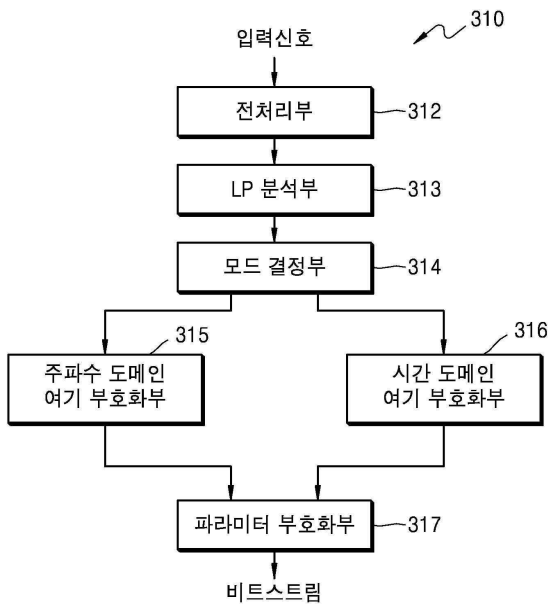 310
입력신호
전처리부
312
LP 분석부
313
모드 결정부
314
315
주파수 도메인
여기 부호화부
316
시간 도메인
여기 부호화부
파라미터 부호화부
317
비트스트림